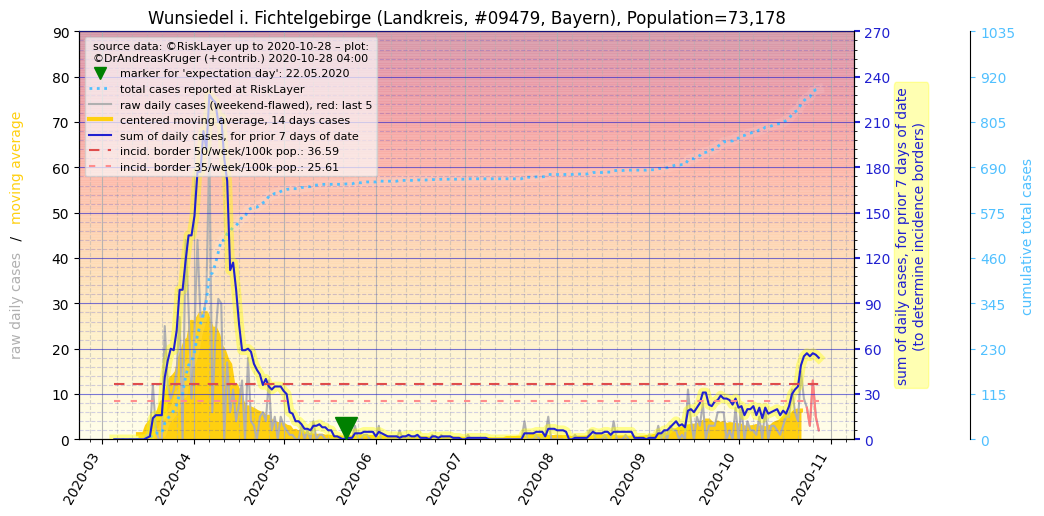 Wunsiedel i. Fichtelgebirge (Landkreis, #09479, Bayern), Population=73,178
source data: ©RiskLayer up to 2020-10-28 – plot:
©DrAndreasKruger (+contrib.) 2020-10-28 04:00
marker for 'expectation day': 22.05.2020
total cases reported at RiskLayer
raw daily cases (weekend-flawed), red: last 5
centered moving average, 14 days cases
sum of daily cases, for prior 7 days of date
incid. border 50/week/100k pop.: 36.59
incid. border 35/week/100k pop.: 25.61
raw daily cases / moving average
90
80
70
60
50
40
30
20
10
0
270
240
210
180
150
120
90
60
30
0
sum of daily cases, for prior 7 days of date
(to determine incidence borders)
1035
920
805
690
575
460
345
230
115
0
cumulative total cases
2020-03
2020-04
2020-05
2020-06
2020-07
2020-08
2020-09
2020-10
2020-11